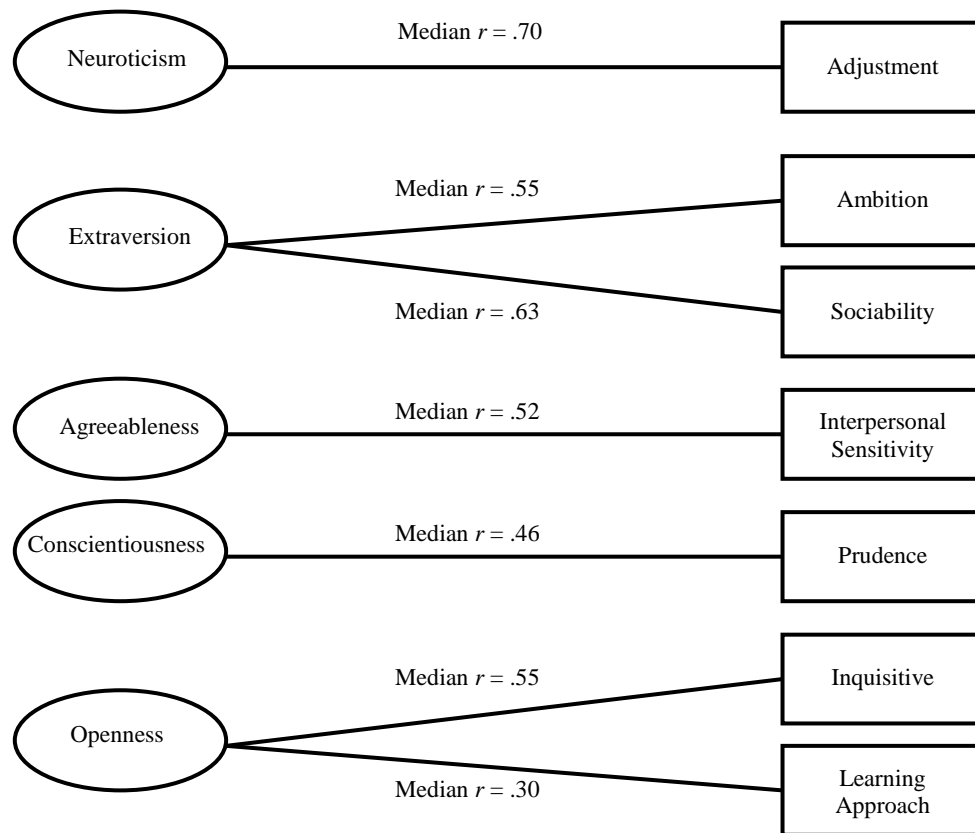 Median r = .70
Neuroticism
Adjustment
Median r = .55
Ambition
Extraversion
Median r = .63
Sociability
Median r = .52
Agreeableness
Interpersonal
Sensitivity
Median r = .46
Conscientiousness
Prudence
Median r = .55
Inquisitive
Openness
Median r = .30
Learning
Approach